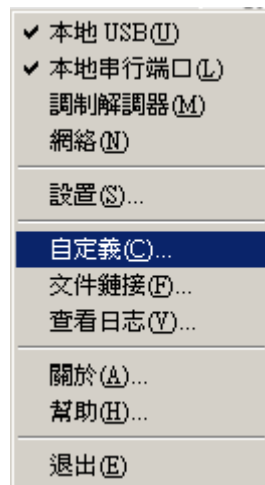 本地 USB(U)
本地串行端口(L)
調制解調器(M)
網絡(N)
設置(S)...
自定義(C)...
文件鏈接(F)...
查看日志(V)...
關於(A)...
幫助(H)...
退出(E)